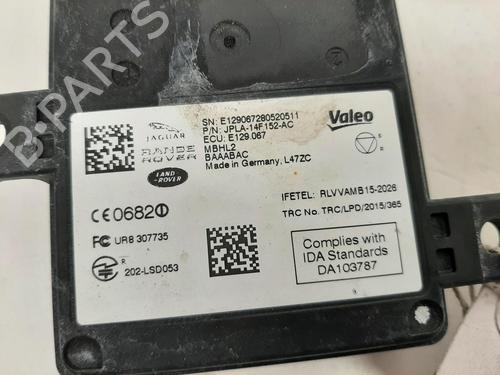 SN: E129067280520511
P/N: JPLA-14F152-AC
ECU: E129.067
MBHL2
BAAABAC
Made in Germany, L47ZC
Valeo
JAGUAR
RANGE
ROVER
LAND
ROVER
R
IFETEL: RLVVAMB15-2026
TRC No. TRC/LPD/2015/365
CE0682
FC UR8 307735
R
202-LSD053
Complies with
IDA Standards
DA103787
B-PARTS